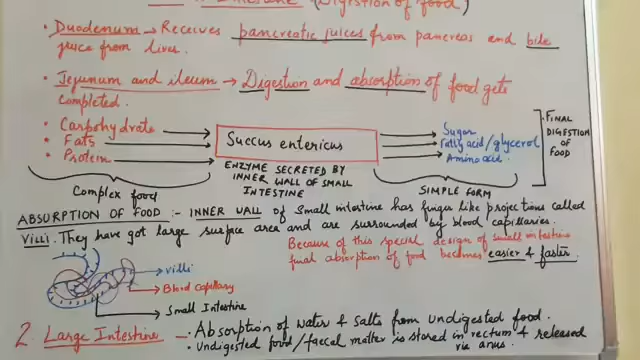 (Digestion of food)
• Duodenum → Receives pancreatic juices from pancreas and bile
juice from liver.
• Jejunum and ileum → Digestion and absorption of food gets
completed.
• Carbohydrate
• Fats
• Protein
Complex food
Succus entericus
ENZYME SECRETED BY
INNER WALL OF SMALL
INTESTINE
Sugar
Fatty acid/glycerol
Amino acid
SIMPLE FORM
FINAL
DIGESTION
OF
FOOD
ABSORPTION OF FOOD :- INNER WALL of Small intestine has finger like projections called
VILLI. They have got large surface area and are surrounded by blood capillaries.
Because of this special design of small intestine
final absorption of food becomes easier & faster.
Villi
Blood Capillary
Small Intestine
2. Large Intestine - • Absorption of water & salts from undigested food.
• Undigested food/faecal matter is stored in rectum & released
via anus.